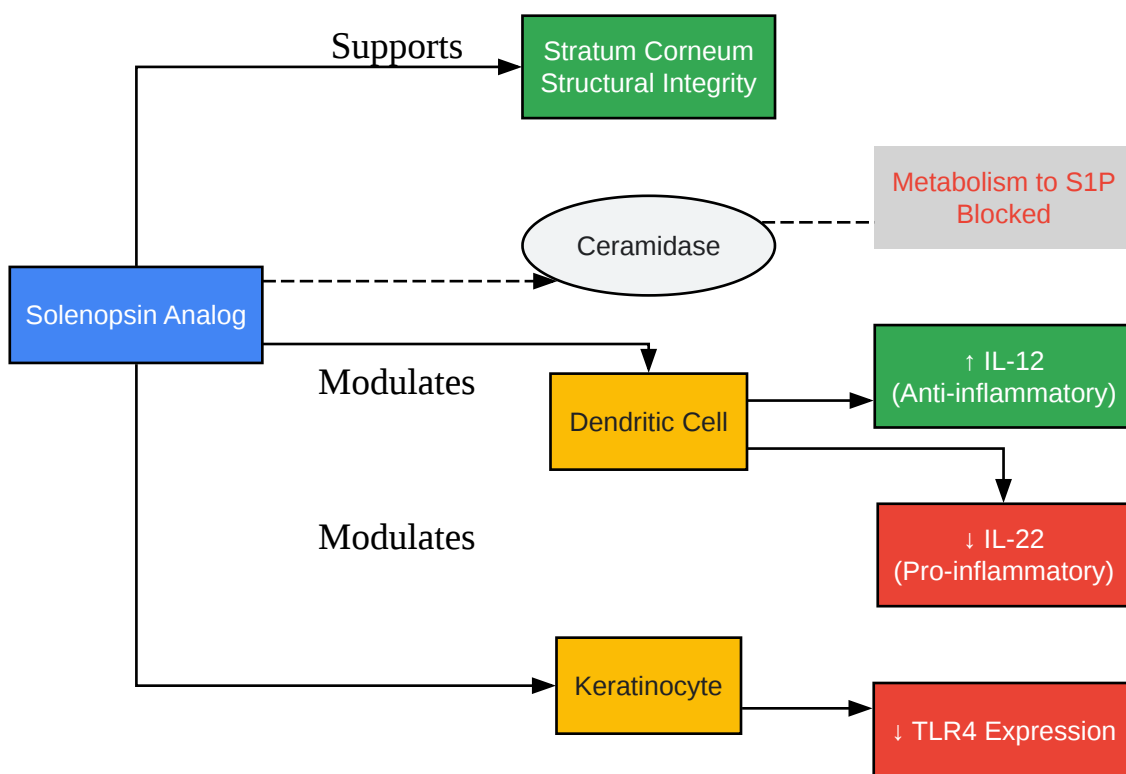 Supports
Stratum Corneum
Structural Integrity
Metabolism to S1P
Blocked
Ceramidase
Solenopsin Analog
Modulates
Dendritic Cell
↑ IL-12
(Anti-inflammatory)
Modulates
↓ IL-22
(Pro-inflammatory)
Keratinocyte
↓ TLR4 Expression